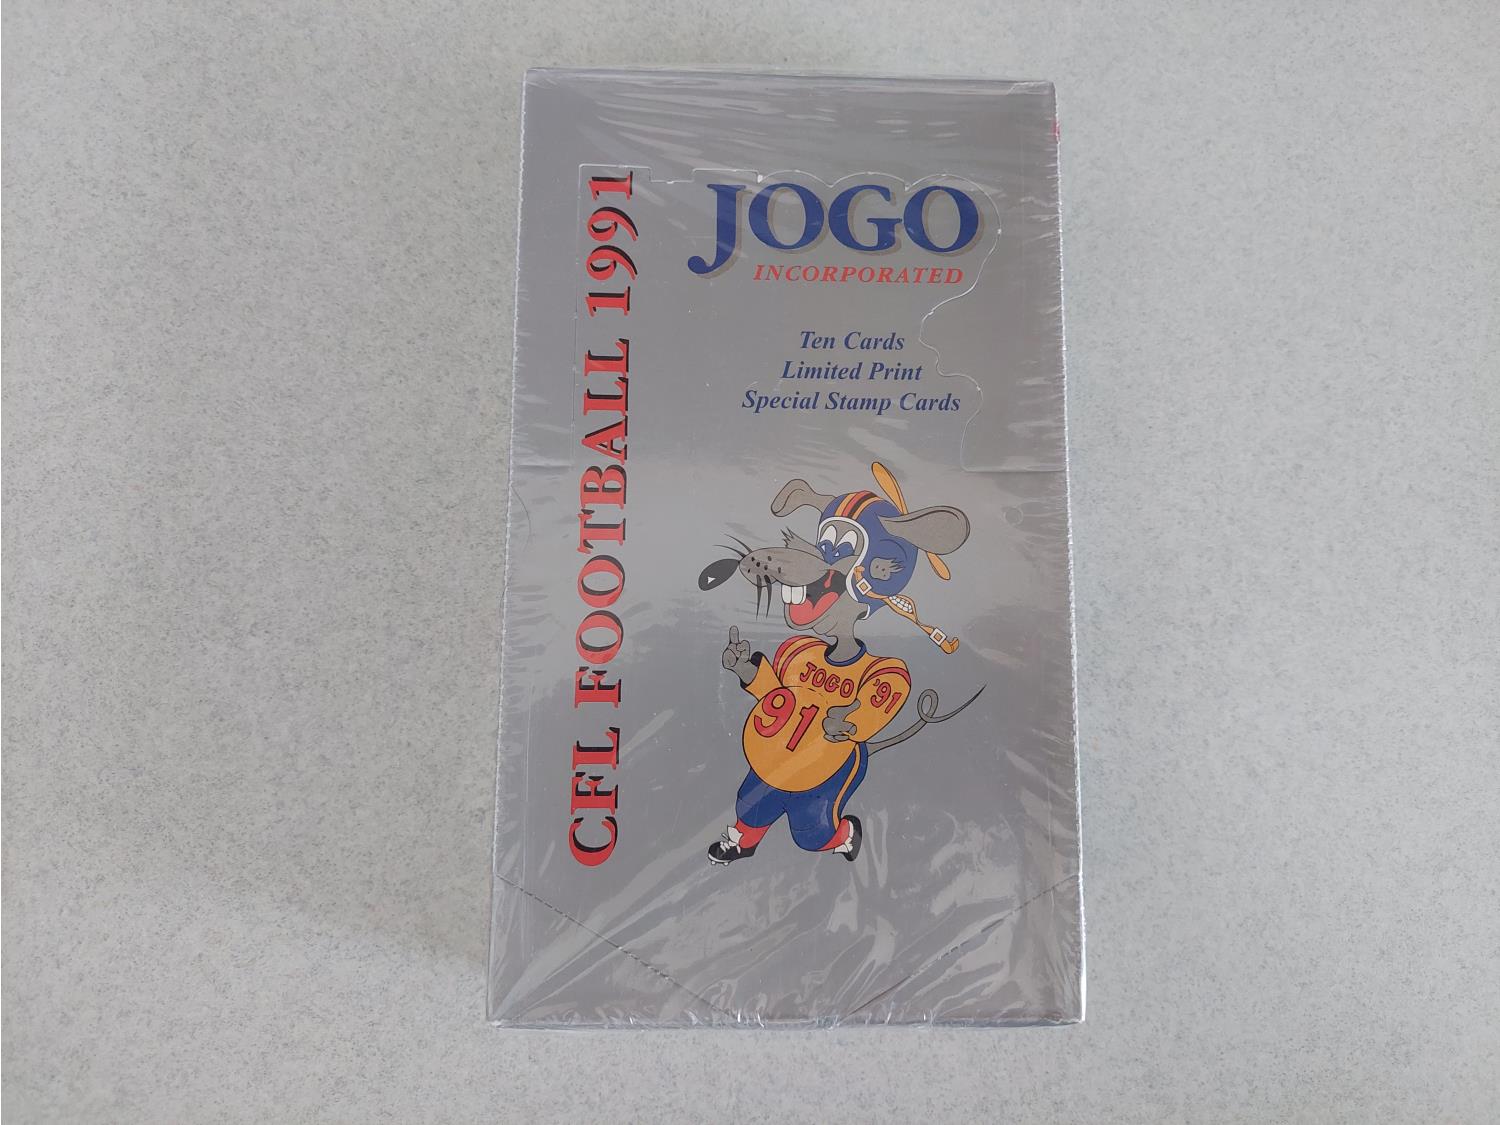 CFL FOOTBALL 1991
JOGO
INCORPORATED
Ten Cards
Limited Print
Special Stamp Cards
JOGO
'91
91